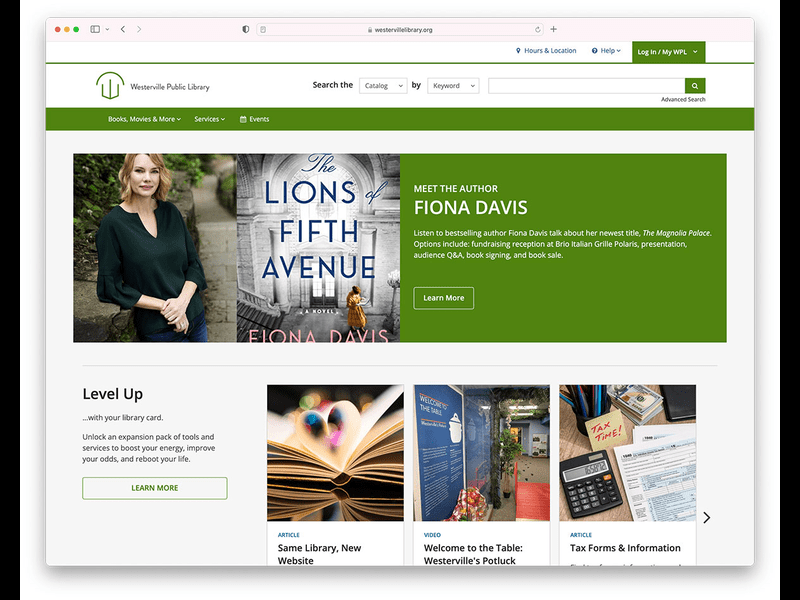 westervillelibrary.org
Hours & Location
Help
Log In / My WPL
Westerville Public Library
Search the Catalog by Keyword
Advanced Search
Books, Movies & More
Services
Events
The
LIONS of
FIFTH
AVENUE
A NOVEL
FIONA DAVIS
MEET THE AUTHOR
FIONA DAVIS
Listen to bestselling author Fiona Davis talk about her newest title, The Magnolia Palace.
Options include: fundraising reception at Brio Italian Grille Polaris, presentation,
audience Q&A, book signing, and book sale.
Learn More
Level Up
...with your library card.
Unlock an expansion pack of tools and
services to boost your energy, improve
your odds, and reboot your life.
LEARN MORE
ARTICLE
Same Library, New
Website
WELCOME TO
THE TABLE
VIDEO
Welcome to the Table:
Westerville's Potluck
TAX
TIME!
1040
ARTICLE
Tax Forms & Information